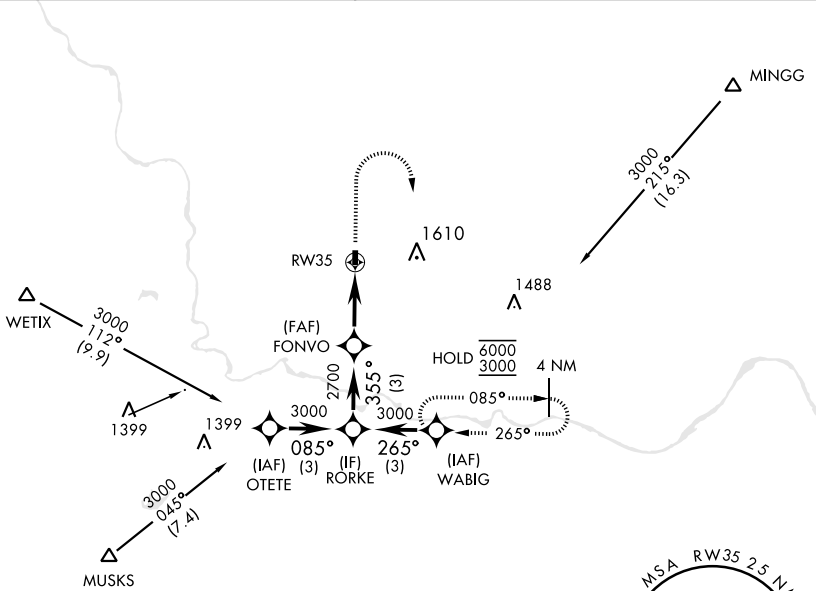 MINGG
3000
215°
(16.3)
1610
RW35
1488
WETIX
3000
112°
(9.9)
(FAF)
FONVO
HOLD 6000
3000
4 NM
2700
355°
(3)
085°
265°
1399
1399
3000
085°
(3)
3000
265°
(3)
(IAF)
OTETE
(IF)
RORKE
(IAF)
WABIG
3000
045°
(7.4)
MUSKS
MSA RW35 25